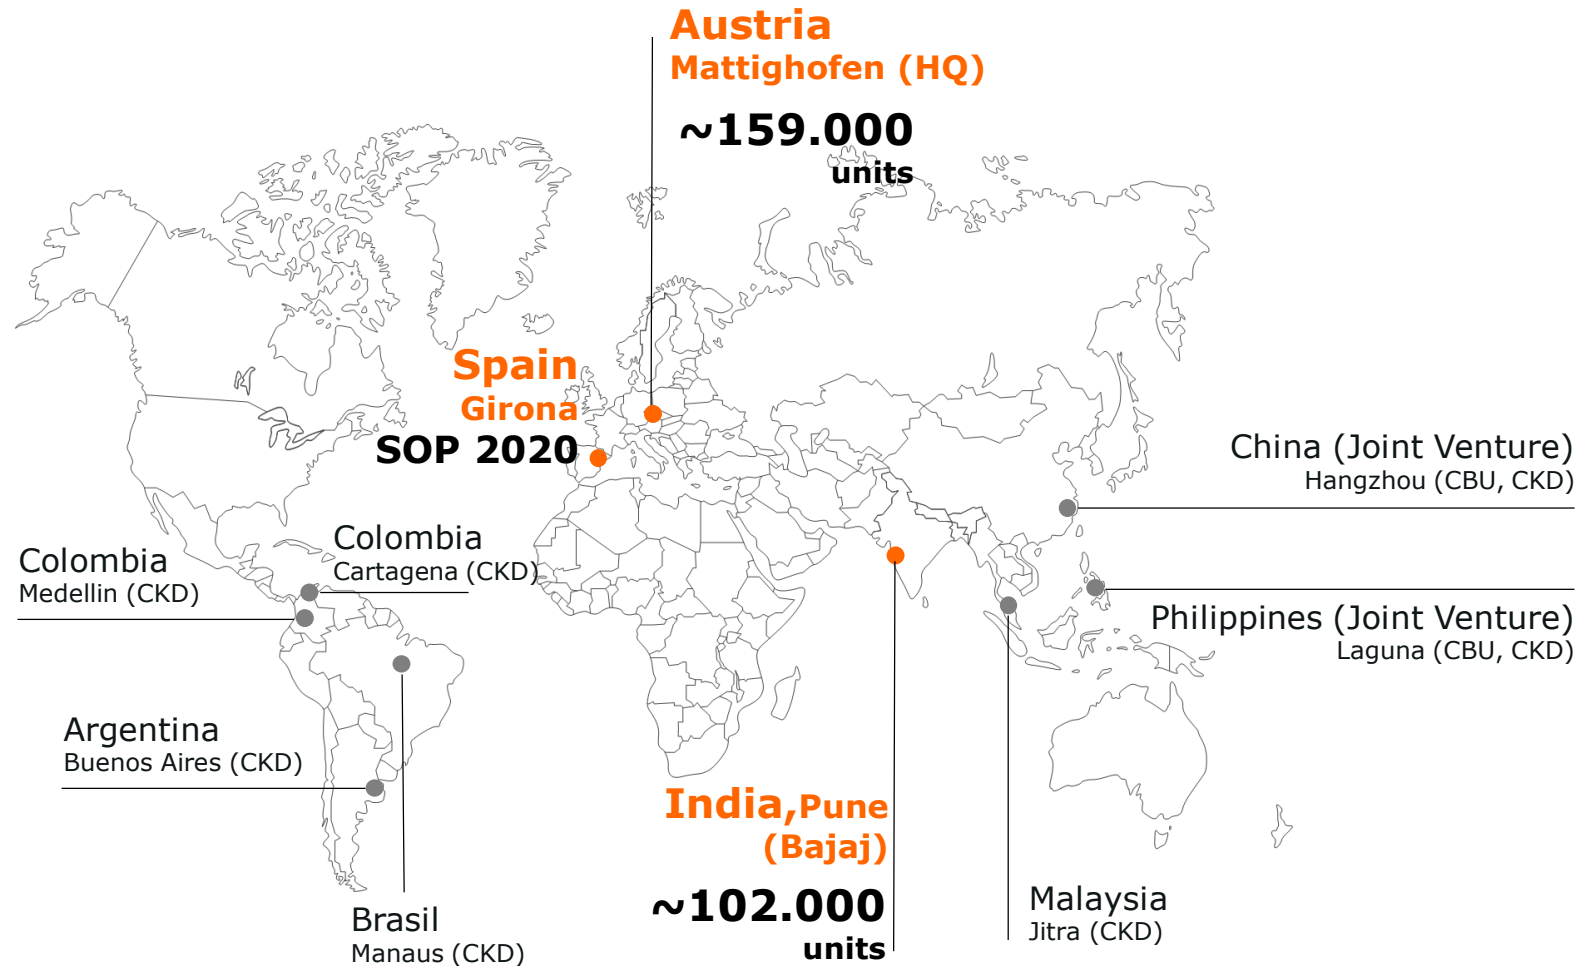 Austria
Mattighofen (HQ)
~159.000
units
Spain
Girona
SOP 2020
China (Joint Venture)
Hangzhou (CBU, CKD)
Colombia
Cartagena (CKD)
Colombia
Medellin (CKD)
Philippines (Joint Venture)
Laguna (CBU, CKD)
Argentina
Buenos Aires (CKD)
India,Pune
(Bajaj)
~102.000
units
Malaysia
Jitra (CKD)
Brasil
Manaus (CKD)